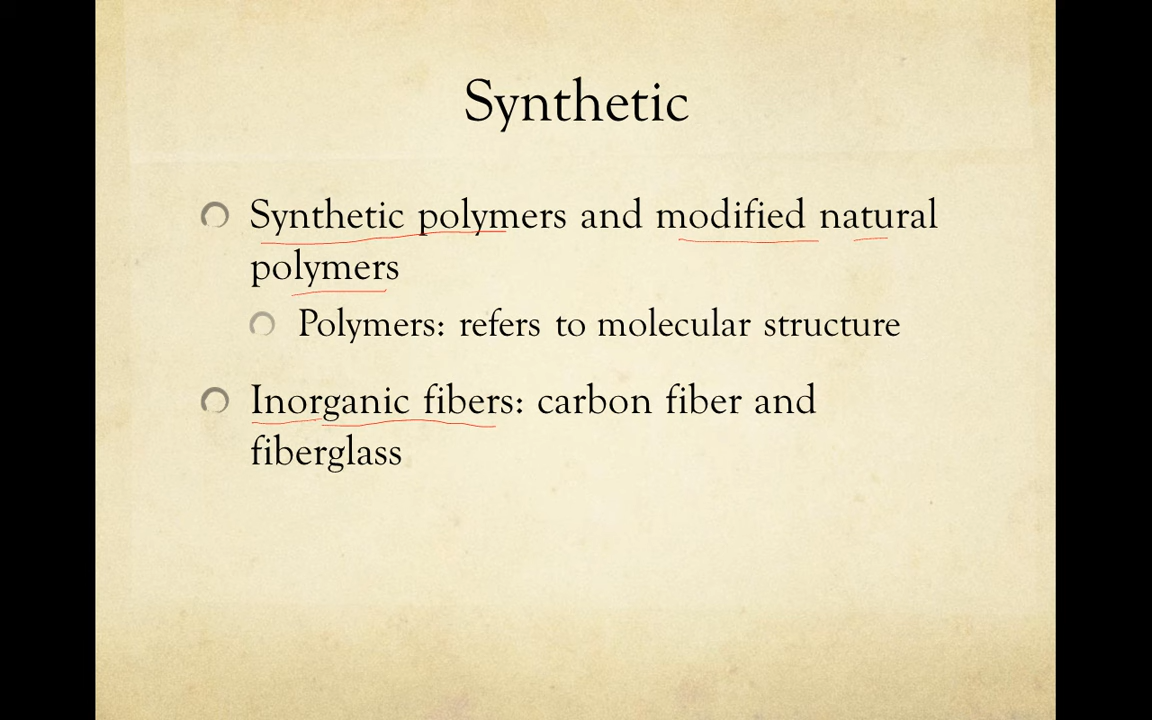 Synthetic
Synthetic polymers and modified natural
polymers
Polymers: refers to molecular structure
Inorganic fibers: carbon fiber and
fiberglass